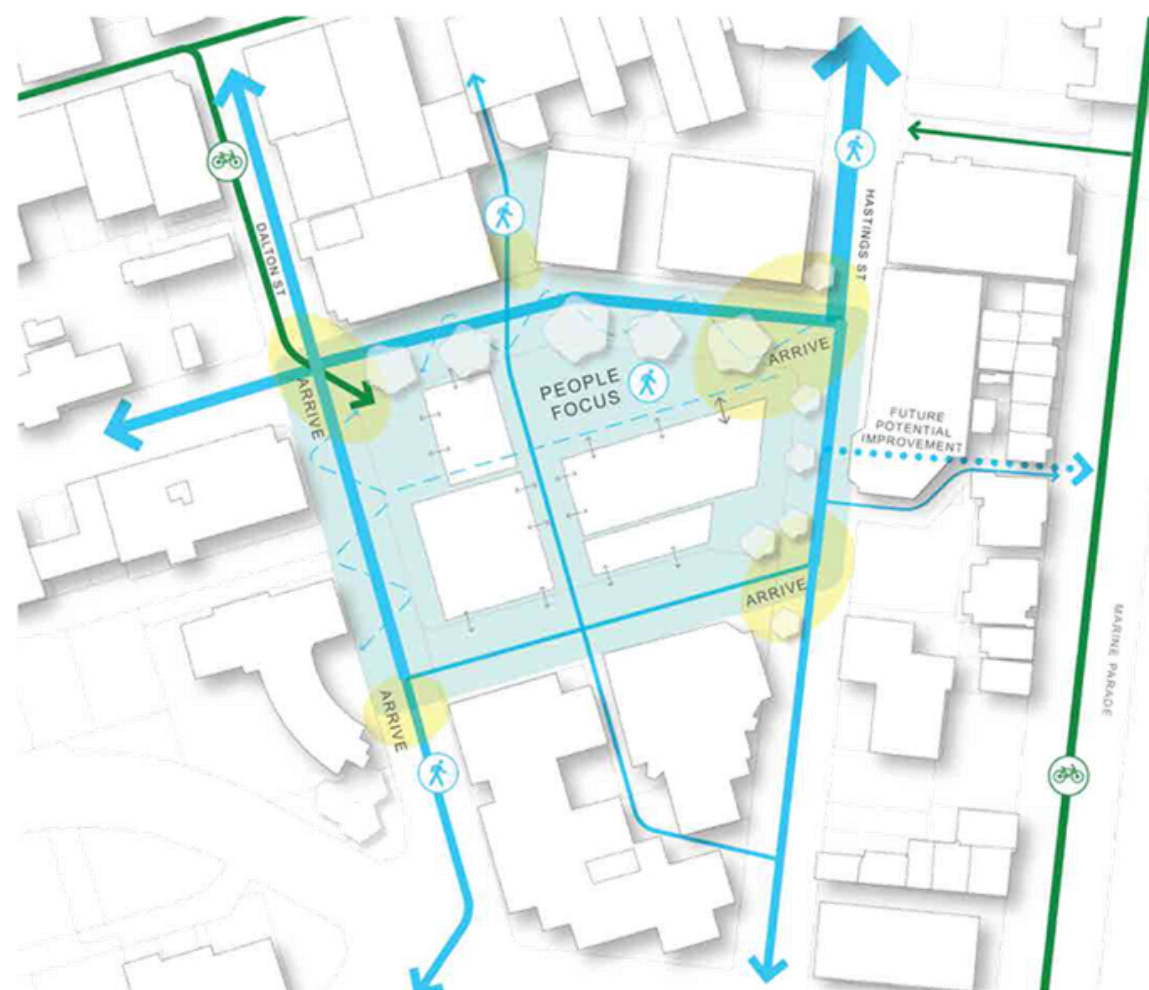 HASTINGS ST
DALTON ST
ARRIVE
ARRIVE
PEOPLE
FOCUS
FUTURE
POTENTIAL
IMPROVEMENT
ARRIVE
ARRIVE
MARINE PARADE